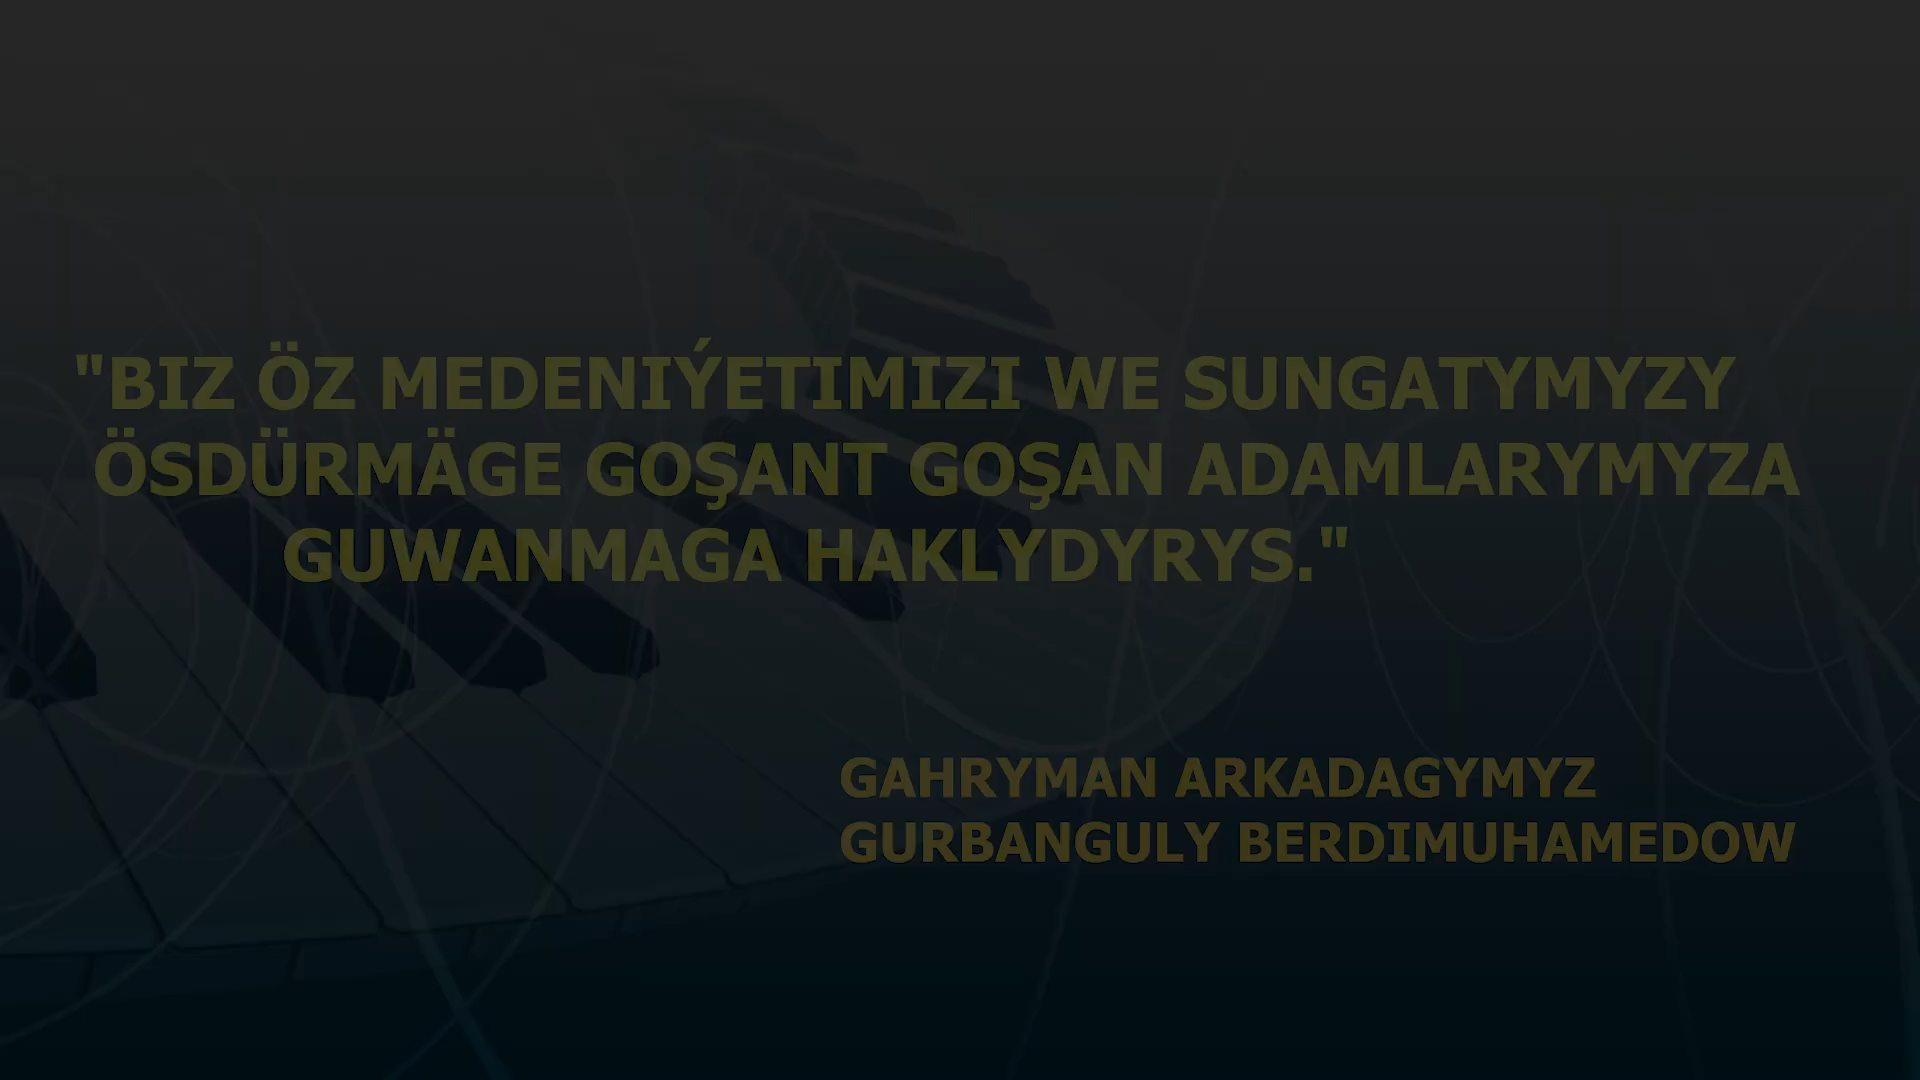 "BIZ ÖZ MEDENIÝETIMIZI WE SUNGATYMYZY
ÖSDÜRMÄGE GOŞANT GOŞAN ADAMLARYMYZA
GUWANMAGA HAKLYDYRYS."
GAHRYMAN ARKADAGYMYZ
GURBANGULY BERDIMUHAMEDOW